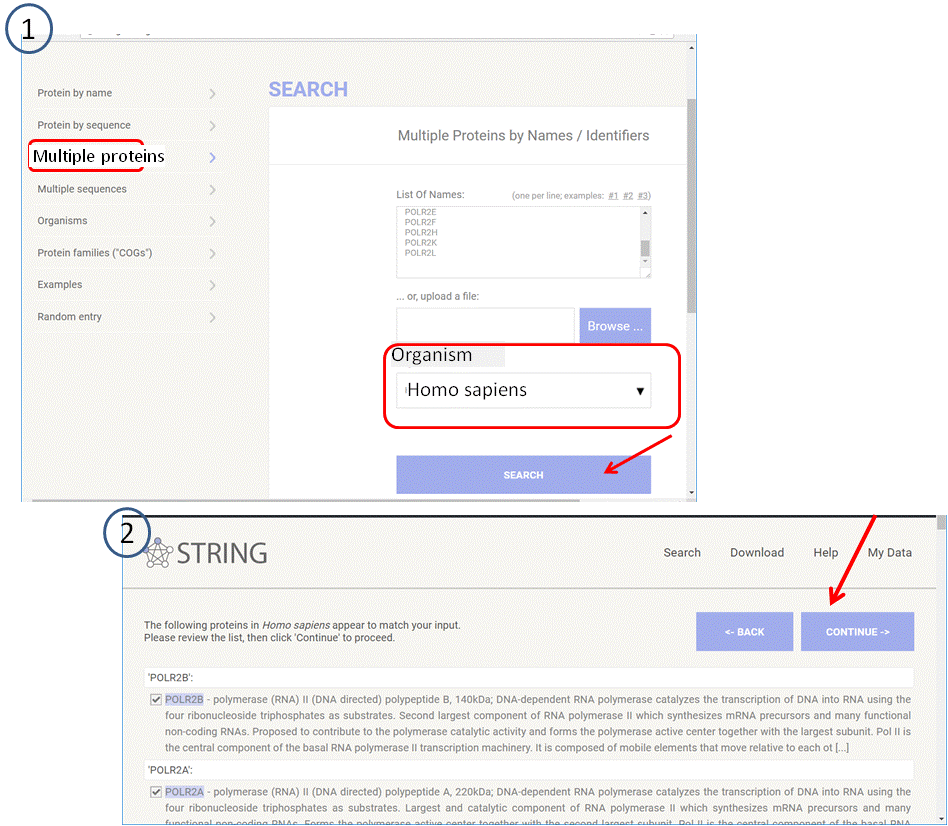 1
SEARCH
Protein by name
Protein by sequence
Multiple proteins
Multiple sequences
Organisms
Protein families ("COGs")
Examples
Random entry
Multiple Proteins by Names / Identifiers
List Of Names:
(one per line; examples: #1 #2 #3)
POLR2E
POLR2F
POLR2H
POLR2K
POLR2L
... or, upload a file:
Browse ...
Organism
Homo sapiens
SEARCH
2
STRING
Search
Download
Help
My Data
The following proteins in Homo sapiens appear to match your input.
Please review the list, then click 'Continue' to proceed.
<- BACK
CONTINUE ->
'POLR2B':
POLR2B - polymerase (RNA) II (DNA directed) polypeptide B, 140kDa; DNA-dependent RNA polymerase catalyzes the transcription of DNA into RNA using the
four ribonucleoside triphosphates as substrates. Second largest component of RNA polymerase II which synthesizes mRNA precursors and many functional
non-coding RNAs. Proposed to contribute to the polymerase catalytic activity and forms the polymerase active center together with the largest subunit. Pol II is
the central component of the basal RNA polymerase II transcription machinery. It is composed of mobile elements that move relative to each ot [...]
'POLR2A':
POLR2A - polymerase (RNA) II (DNA directed) polypeptide A, 220kDa; DNA-dependent RNA polymerase catalyzes the transcription of DNA into RNA using the
four ribonucleoside triphosphates as substrates. Largest and catalytic component of RNA polymerase II which synthesizes mRNA precursors and many
functional non-coding RNAs. Forms the polymerase active center together with the second largest subunit. Pol II is the central component of the basal RNA